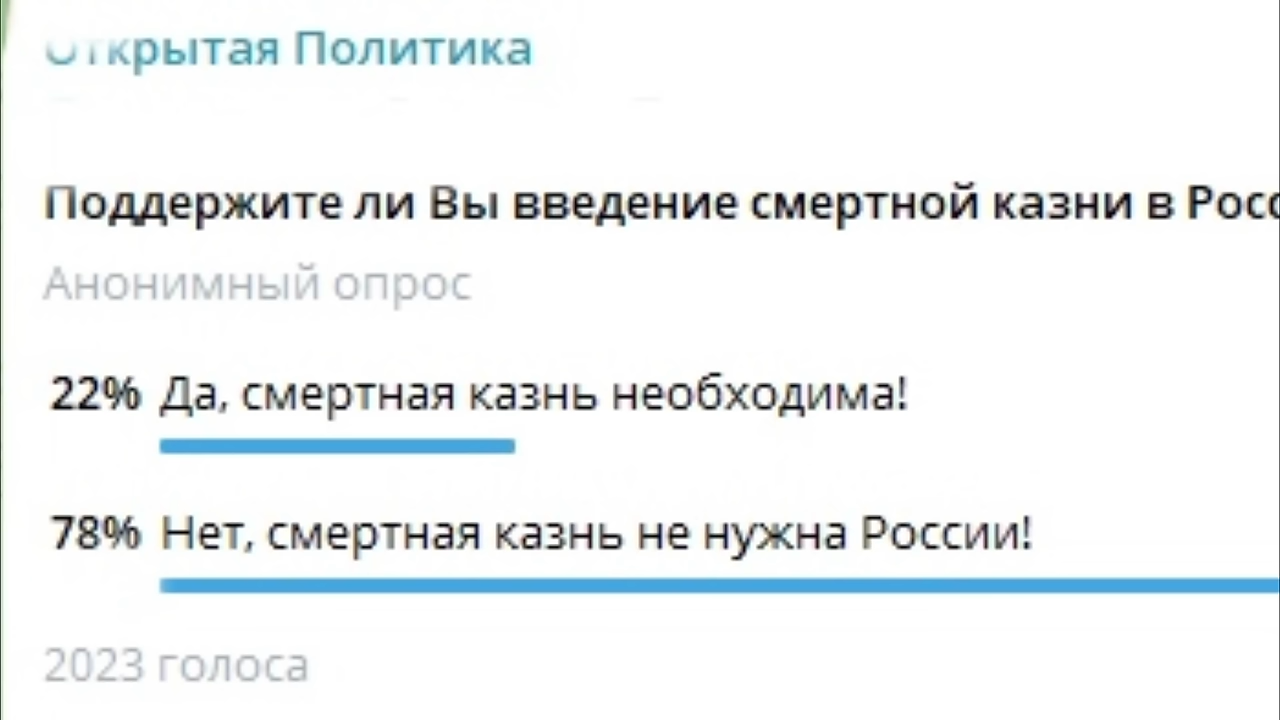 Открытая Политика
Поддержите ли Вы введение смертной казни в Росс
Анонимный опрос
22% Да, смертная казнь необходима!
78% Нет, смертная казнь не нужна России!
2023 голоса